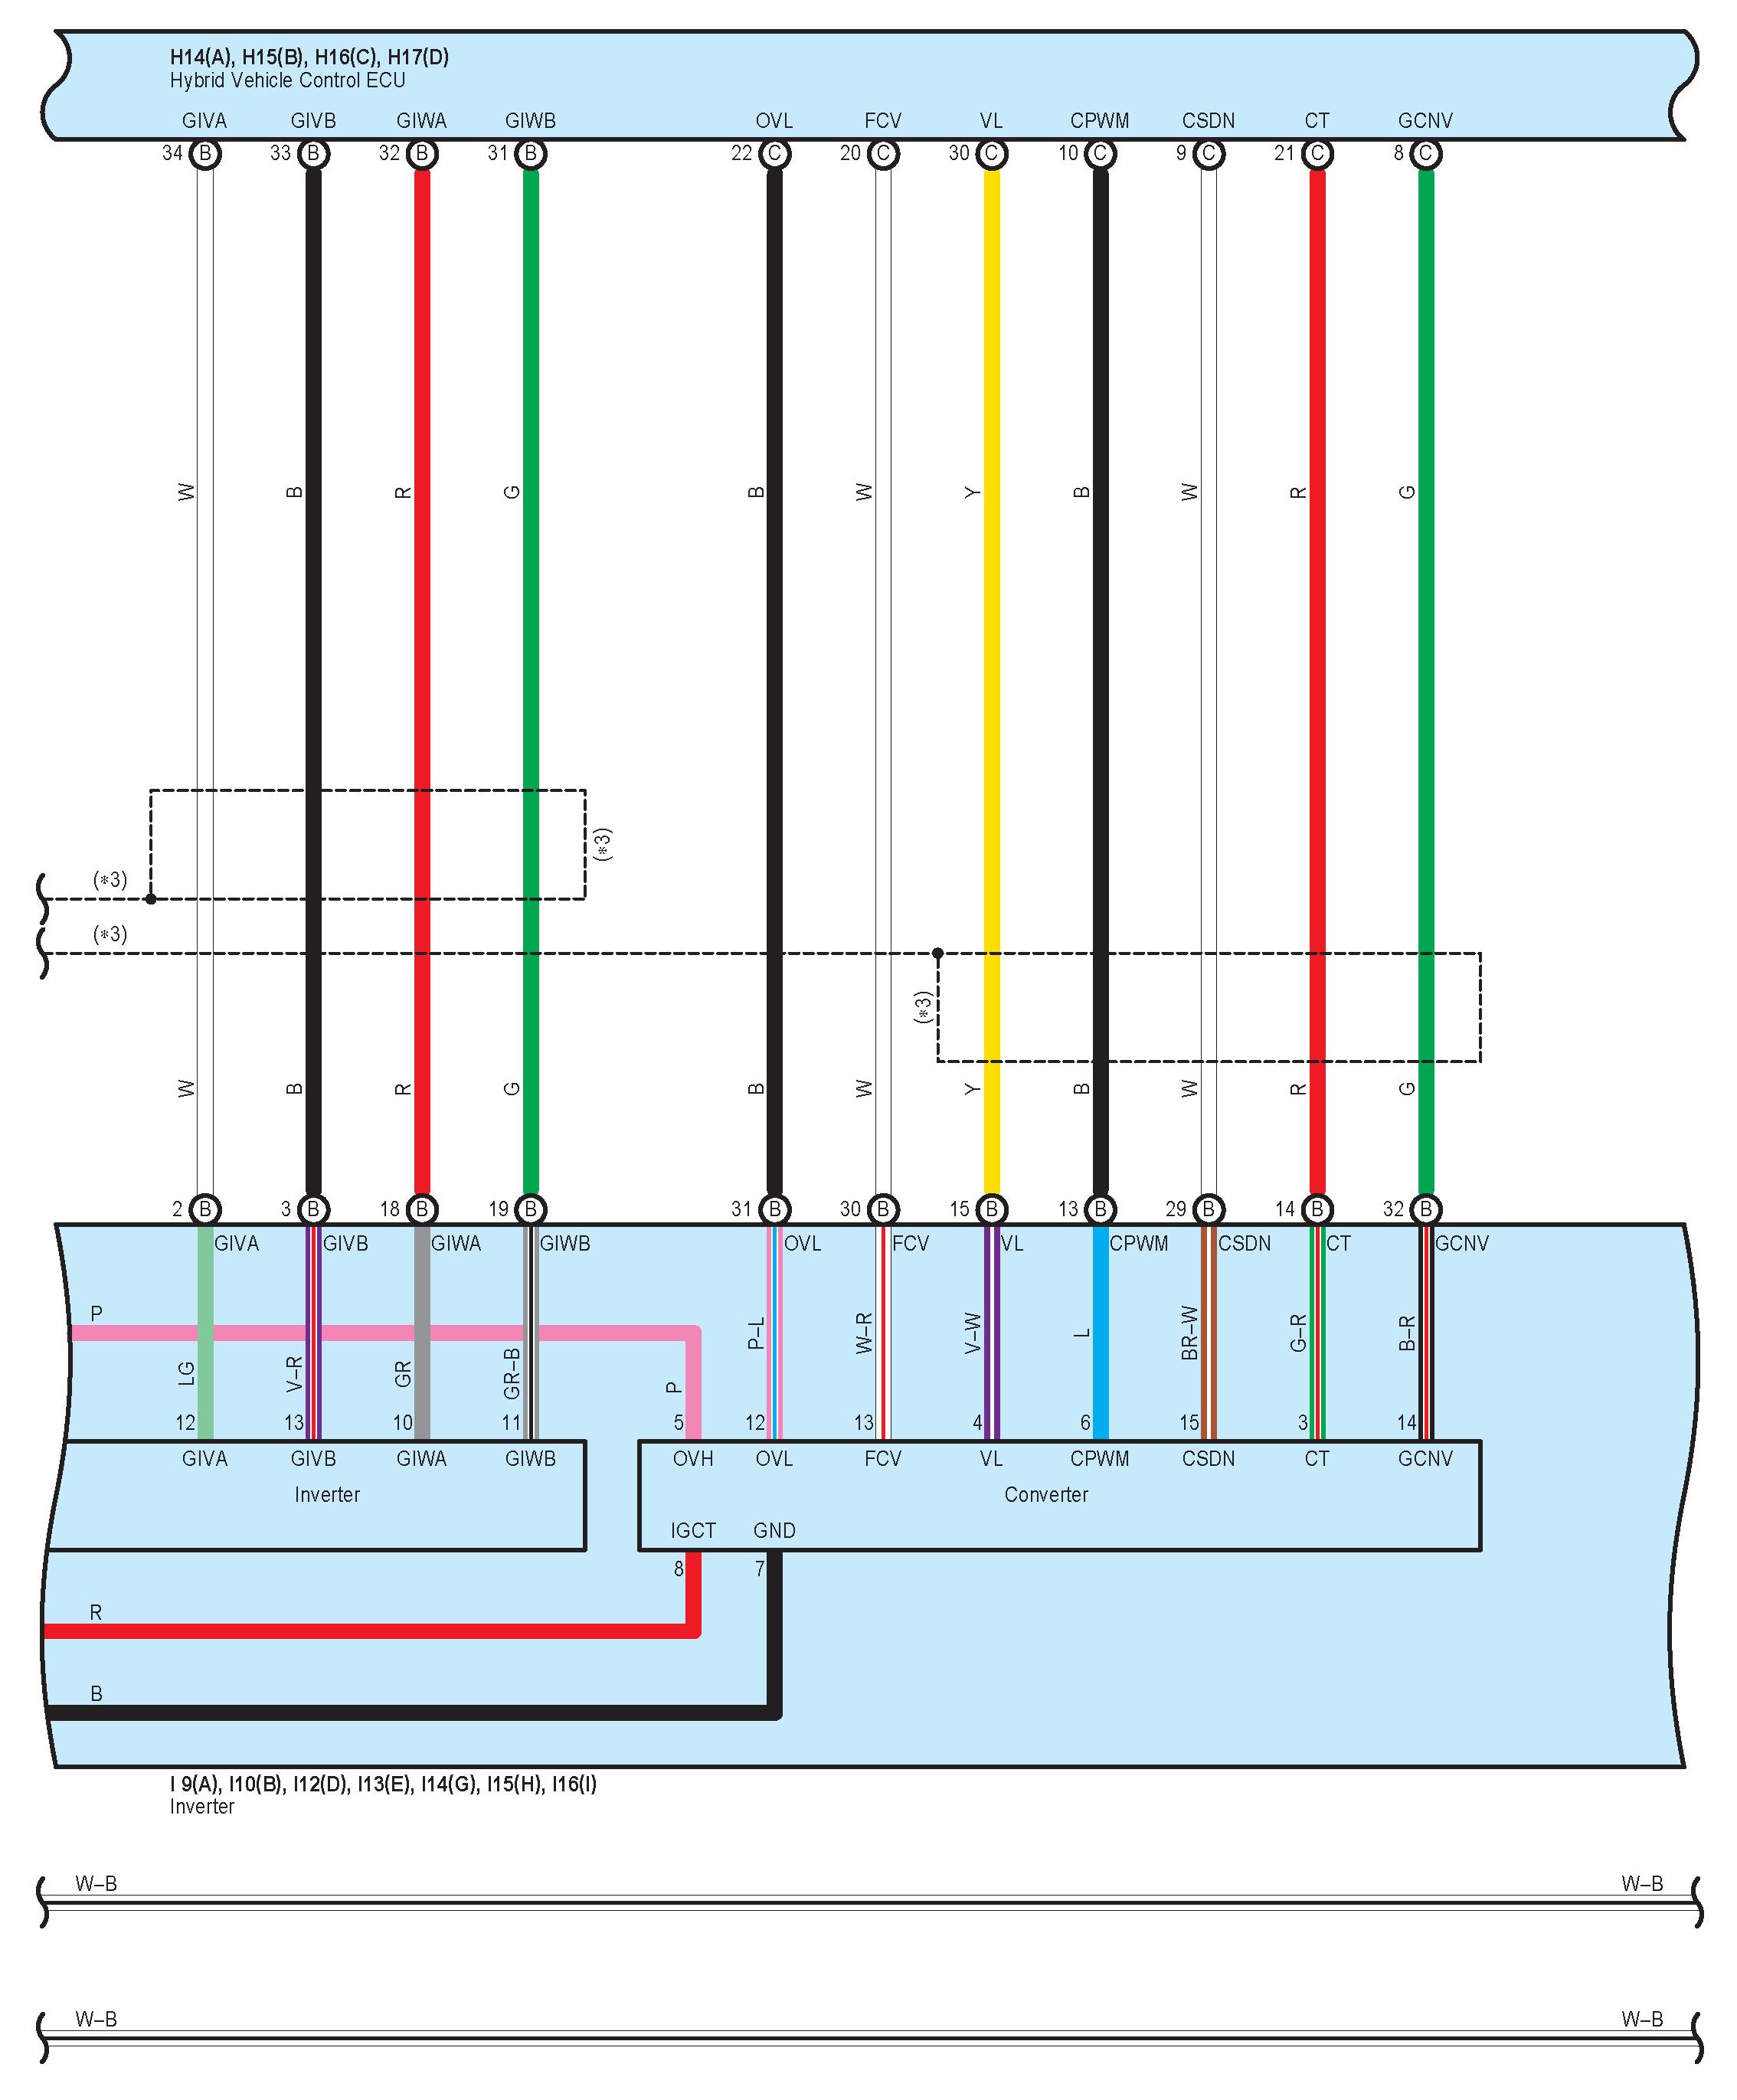 H14(A), H15(B), H16(C), H17(D)
Hybrid Vehicle Control ECU
GIVA GIVB GIWA GIWB OVL FCV VL CPWM CSDN CT GCNV
34 B 33 B 32 B 31 B 22 C 20 C 30 C 10 C 9 C 21 C 8 C
W B R G B W Y B W R G
(*3)
(*3)
(*3)
(*3)
W B R G B W Y B W R G
2 B 3 B 18 B 19 B 31 B 30 B 15 B 13 B 29 B 14 B 32 B
GIVA GIVB GIWA GIWB OVL FCV VL CPWM CSDN CT GCNV
P
LG V–R GR GR–B P P–L W–R V–W L BR–W G–R B–R
12 13 10 11 5 12 13 4 6 15 3 14
GIVA GIVB GIWA GIWB OVH OVL FCV VL CPWM CSDN CT GCNV
Inverter Converter
IGCT GND
8 7
R
B
I 9(A), I10(B), I12(D), I13(E), I14(G), I15(H), I16(I)
Inverter
W–B W–B
W–B W–B